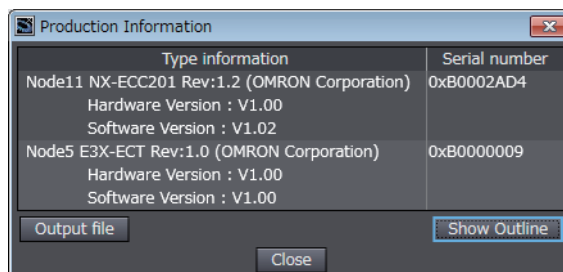 Production Information
Type information Serial number
Node11 NX-ECC201 Rev:1.2 (OMRON Corporation) 0xB0002AD4
Hardware Version : V1.00
Software Version : V1.02
Node5 E3X-ECT Rev:1.0 (OMRON Corporation) 0xB0000009
Hardware Version : V1.00
Software Version : V1.00
Output file Show Outline
Close